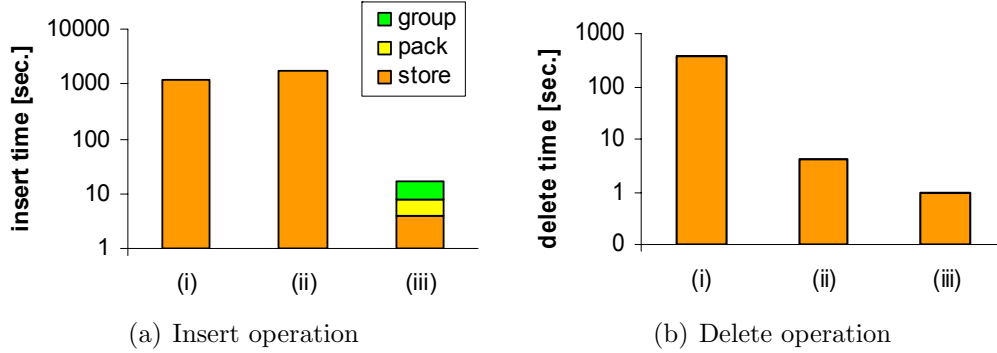 insert time [sec.]
10000
1000
100
10
1
(i)
(ii)
(iii)
group
pack
store
(a) Insert operation
delete time [sec.]
1000
100
10
1
0
(i)
(ii)
(iii)
(b) Delete operation